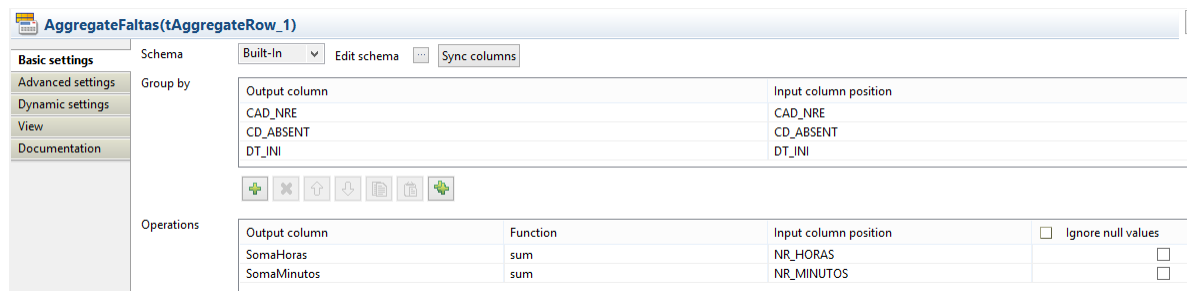 AggregateFaltas(tAggregateRow_1)
Basic settings
Advanced settings
Dynamic settings
View
Documentation
Schema Built-In Edit schema ... Sync columns
Group by
Output column Input column position
CAD_NRE CAD_NRE
CD_ABSENT CD_ABSENT
DT_INI DT_INI
Operations
Output column Function Input column position Ignore null values
SomaHoras sum NR_HORAS
SomaMinutos sum NR_MINUTOS